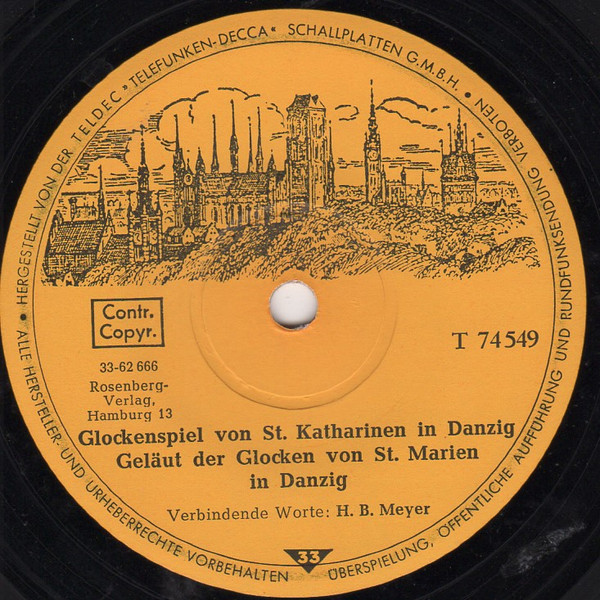 • HERGESTELLT VON DER „TELDEC” »TELEFUNKEN-DECCA« SCHALLPLATTEN G.M.B.H. •
• ALLE HERSTELLER- UND URHEBERRECHTE VORBEHALTEN
ÜBERSPIELUNG, ÖFFENTLICHE AUFFÜHRUNG UND RUNDFUNKSENDUNG VERBOTEN
Contr.
Copyr.
33-62 666
Rosenberg-
Verlag,
Hamburg 13
T 74549
Glockenspiel von St. Katharinen in Danzig
Geläut der Glocken von St. Marien
in Danzig
Verbindende Worte: H. B. Meyer
33